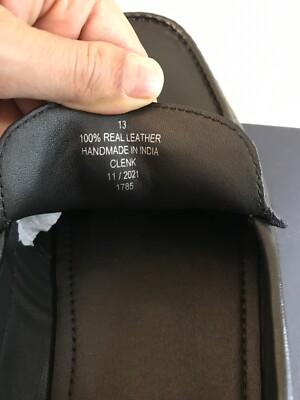 13
100% REAL LEATHER
HANDMADE IN INDIA
CLENK
11 / 2021
1785